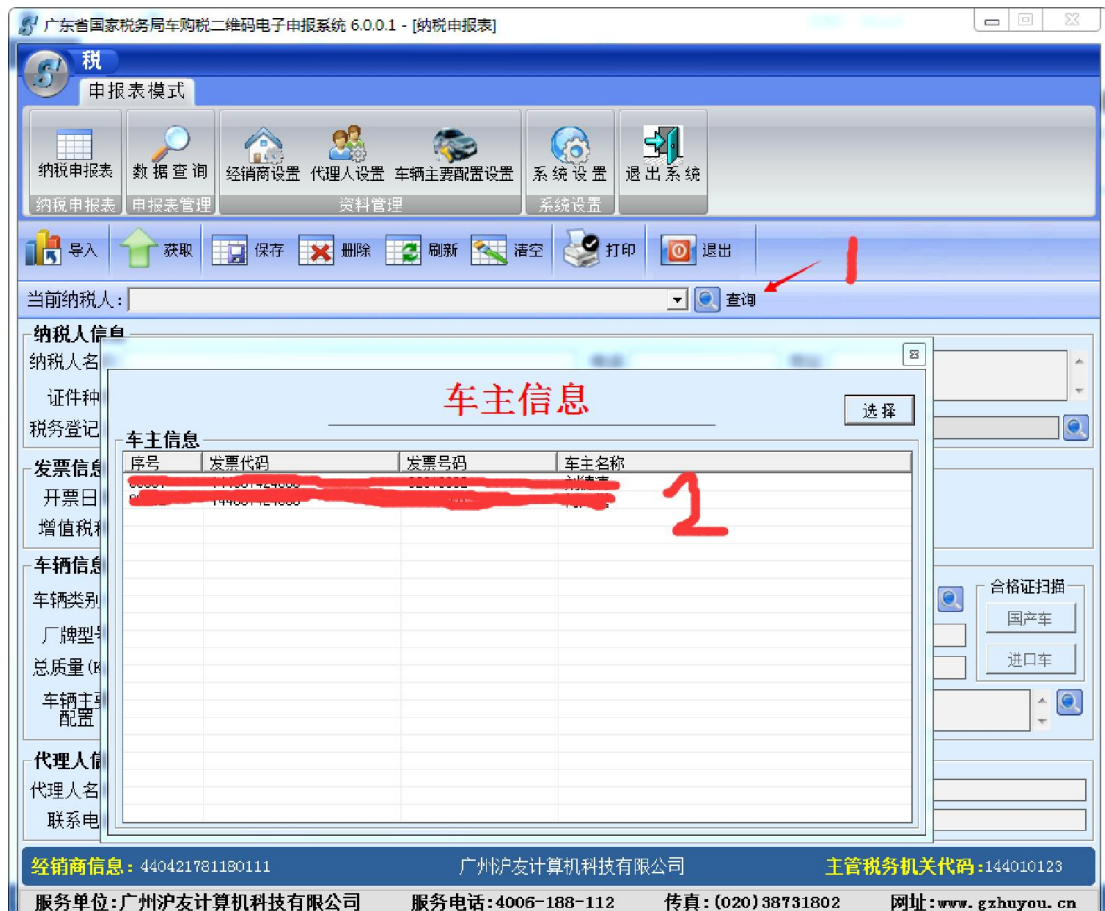 广东省国家税务局车购税二维码电子申报系统 6.0.0.1 - [纳税申报表]
税
申报表模式
纳税申报表 数据查询 经销商设置 代理人设置 车辆主要配置设置 系统设置 退出系统
纳税申报表 申报表管理 资料管理 系统设置
导入 获取 保存 删除 刷新 清空 打印 退出
1
当前纳税人: 查询
纳税人信息
纳税人名
证件种
税务登记
车主信息
选择
车主信息
序号 发票代码 发票号码 车主名称
2
发票信息
开票日
增值税
车辆信息
车辆类别
厂牌型号
总质量(K
车辆主要
配置
合格证扫描
国产车
进口车
代理人信
代理人名
联系电
经销商信息:440421781180111 广州沪友计算机科技有限公司 主管税务机关代码:144010123
服务单位:广州沪友计算机科技有限公司 服务电话:4006-188-112 传真:(020)38731802 网址:www.gzhuyou.cn